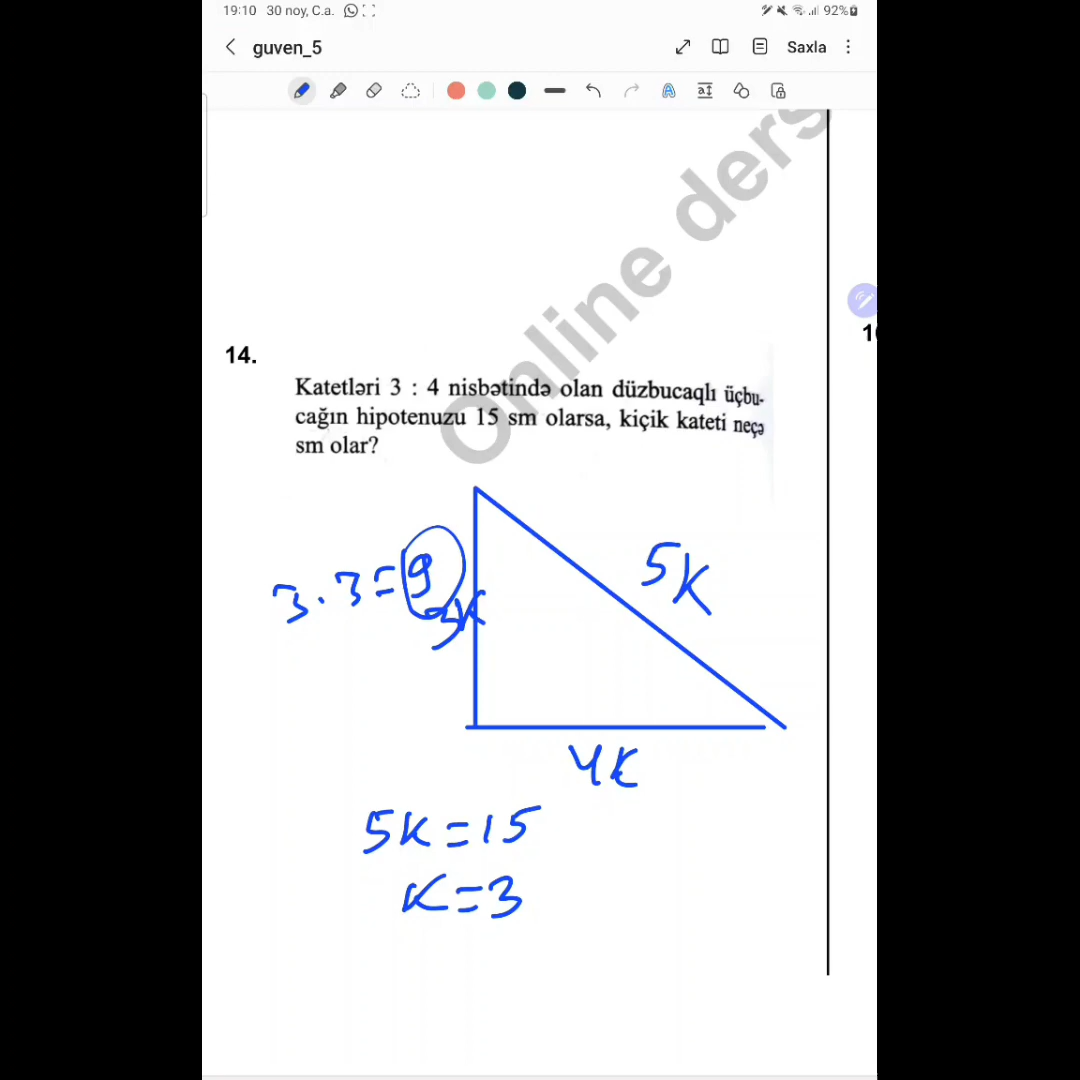 19:10 30 noy, C.a.
92%
guven_5
Saxla
Online ders
14.
Katetləri 3 : 4 nisbətində olan düzbucaqlı üçbu-
cağın hipotenuzu 15 sm olarsa, kiçik kateti neçə
sm olar?
3.3=9
3K
5K
4K
5K=15
K=3